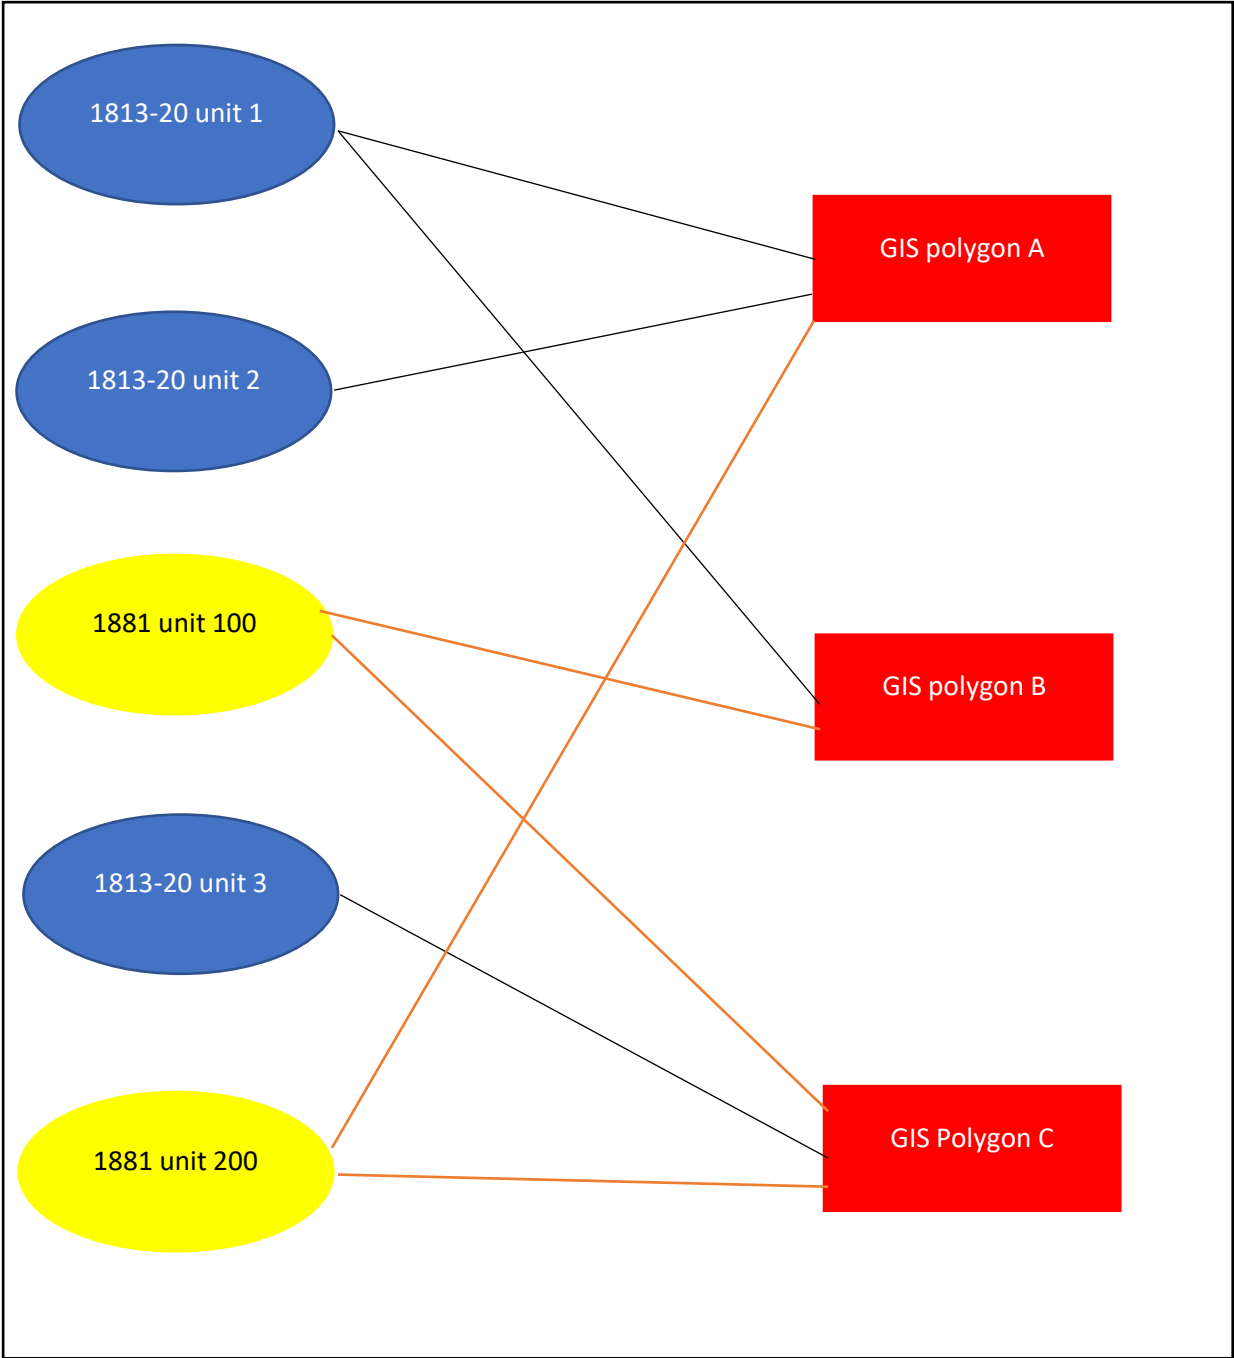 1813-20 unit 1
GIS polygon A
1813-20 unit 2
1881 unit 100
GIS polygon B
1813-20 unit 3
GIS Polygon C
1881 unit 200